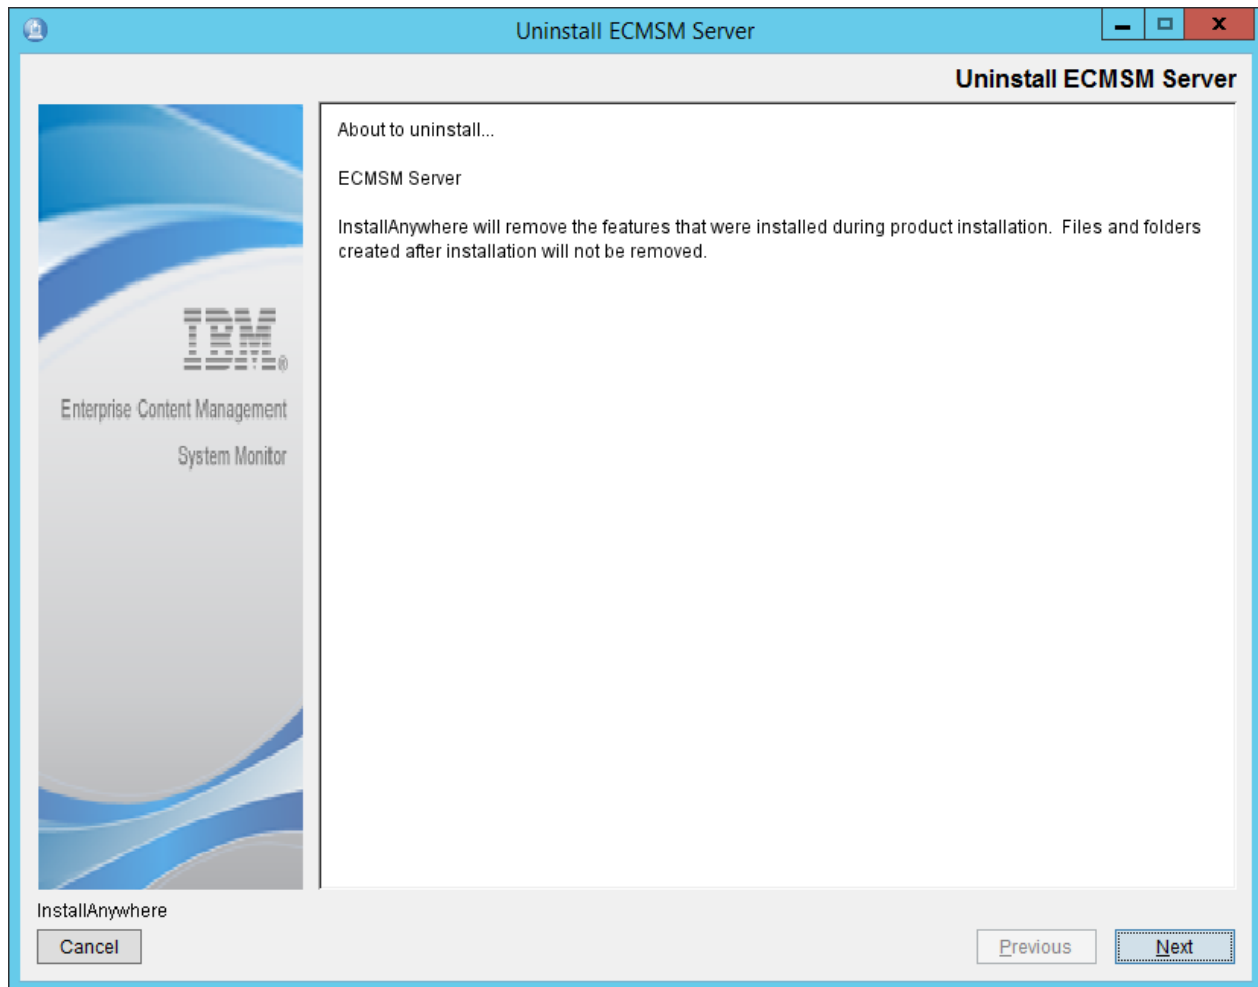 Uninstall ECMSM Server
Uninstall ECMSM Server
About to uninstall...
ECMSM Server
InstallAnywhere will remove the features that were installed during product installation.  Files and folders
created after installation will not be removed.
IBM®
Enterprise Content Management
System Monitor
InstallAnywhere
Cancel
Previous
Next